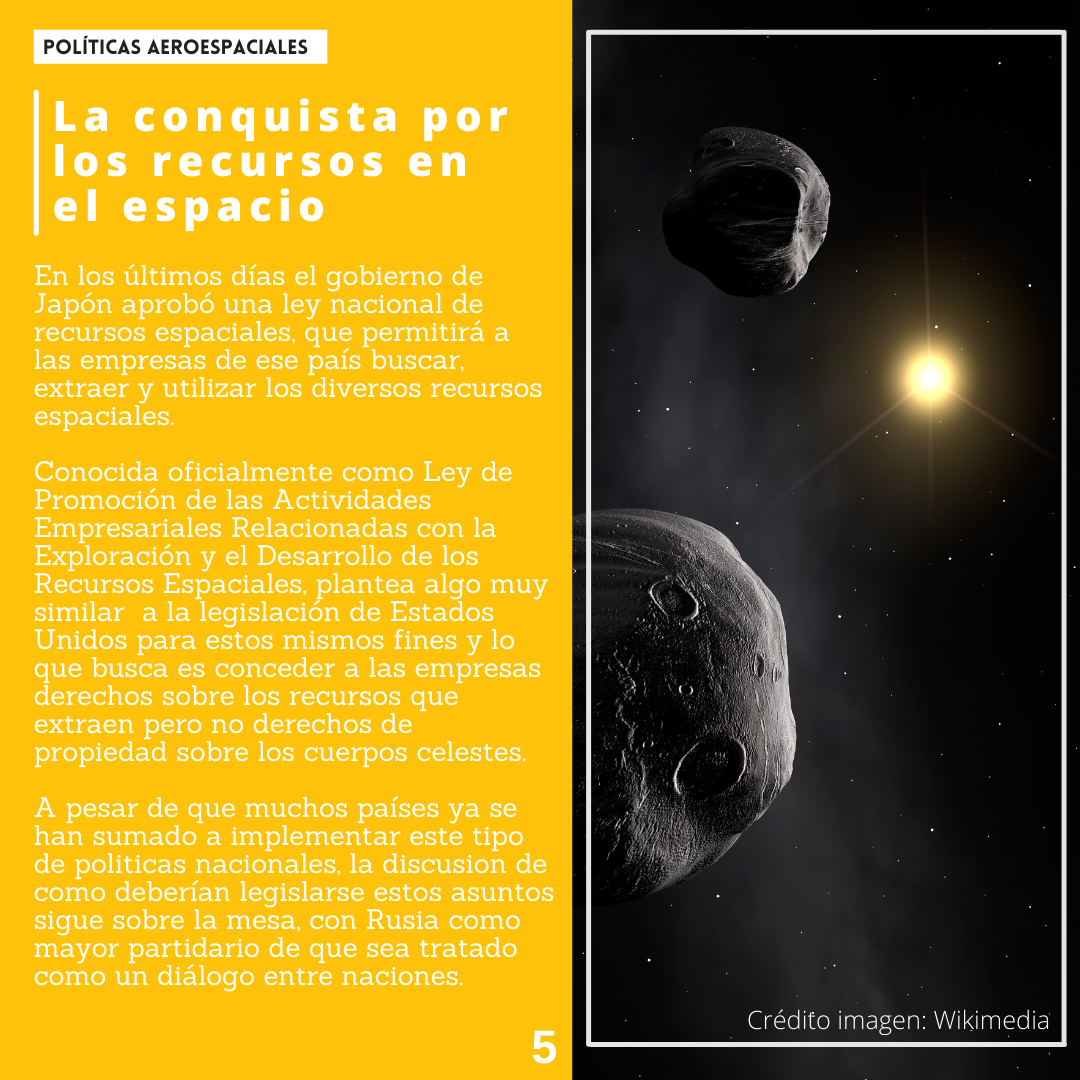 POLÍTICAS AEROESPACIALES
La conquista por
los recursos en
el espacio
En los últimos días el gobierno de
Japón aprobó una ley nacional de
recursos espaciales, que permitirá a
las empresas de ese país buscar,
extraer y utilizar los diversos recursos
espaciales.
Conocida oficialmente como Ley de
Promoción de las Actividades
Empresariales Relacionadas con la
Exploración y el Desarrollo de los
Recursos Espaciales, plantea algo muy
similar  a la legislación de Estados
Unidos para estos mismos fines y lo
que busca es conceder a las empresas
derechos sobre los recursos que
extraen pero no derechos de
propiedad sobre los cuerpos celestes.
A pesar de que muchos países ya se
han sumado a implementar este tipo
de politicas nacionales, la discusion de
como deberían legislarse estos asuntos
sigue sobre la mesa, con Rusia como
mayor partidario de que sea tratado
como un diálogo entre naciones.
5
Crédito imagen: Wikimedia